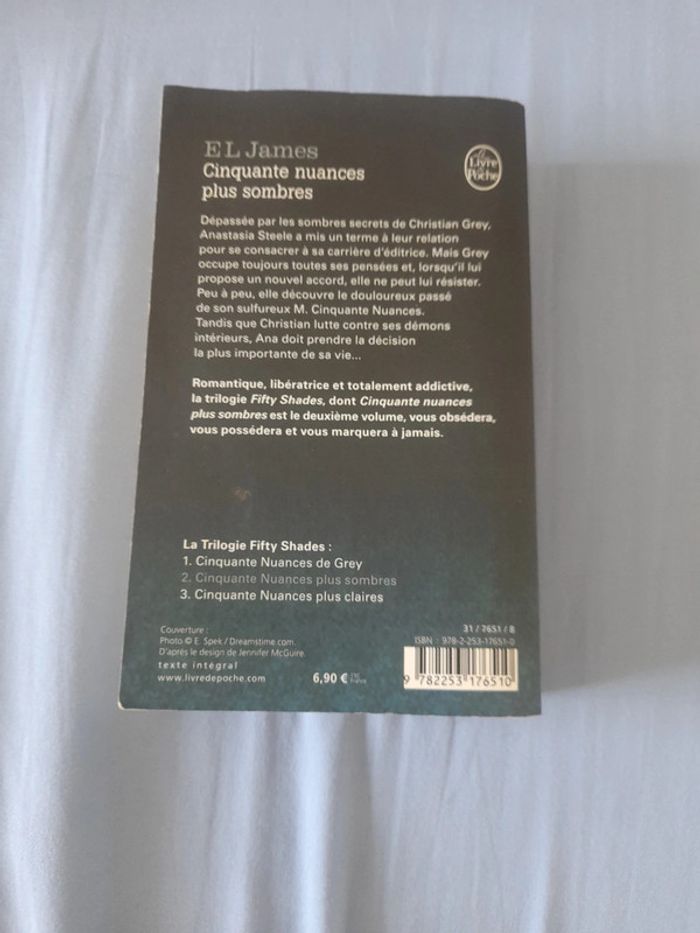 E L James
Cinquante nuances
plus sombres
Le
Livre
de
Poche
Dépassée par les sombres secrets de Christian Grey,
Anastasia Steele a mis un terme à leur relation
pour se consacrer à sa carrière d'éditrice. Mais Grey
occupe toujours toutes ses pensées et, lorsqu'il lui
propose un nouvel accord, elle ne peut lui résister.
Peu à peu, elle découvre le douloureux passé
de son sulfureux M. Cinquante Nuances.
Tandis que Christian lutte contre ses démons
intérieurs, Ana doit prendre la décision
la plus importante de sa vie...
Romantique, libératrice et totalement addictive,
la trilogie Fifty Shades, dont Cinquante nuances
plus sombres est le deuxième volume, vous obsédera,
vous possédera et vous marquera à jamais.
La Trilogie Fifty Shades :
1. Cinquante Nuances de Grey
2. Cinquante Nuances plus sombres
3. Cinquante Nuances plus claires
Couverture :
Photo © E. Spek / Dreamstime.com.
D'après le design de Jennifer McGuire.
texte intégral
www.livredepoche.com
6,90 €
France
31 / 7651 / 8
ISBN : 978-2-253-17651-0
9 782253 176510